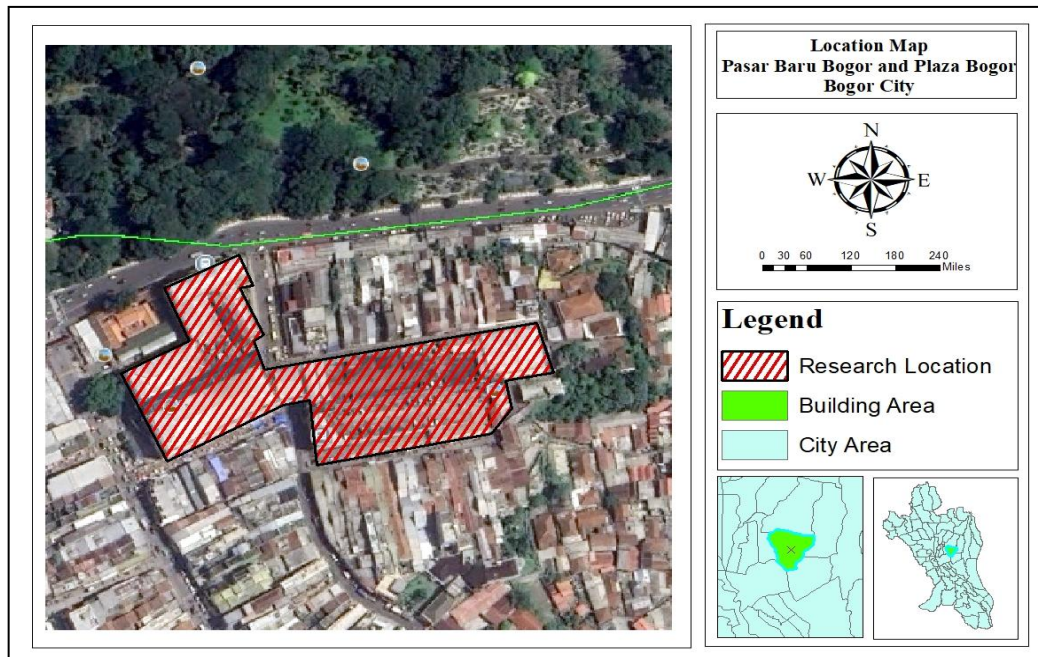 Location Map
Pasar Baru Bogor and Plaza Bogor
Bogor City
N
W E
S
0 30 60 120 180 240
Miles
Legend
Research Location
Building Area
City Area